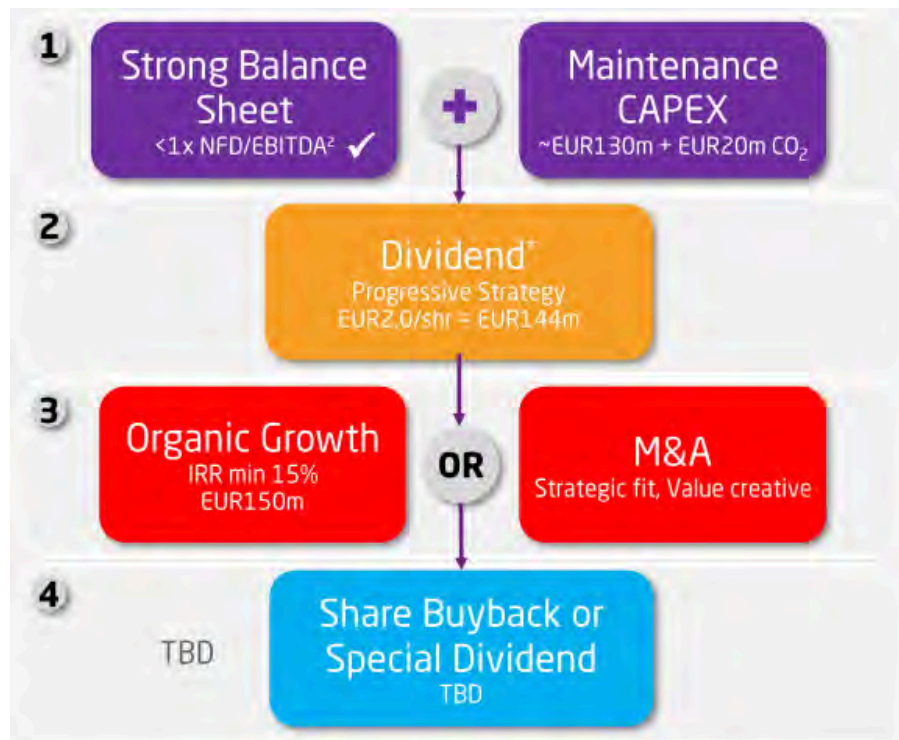 1
Strong Balance
Sheet
<1x NFD/EBITDA² ✓
+
Maintenance
CAPEX
~EUR130m + EUR20m CO₂
2
Dividend*
Progressive Strategy
EUR2.0/shr = EUR144m
3
Organic Growth
IRR min 15%
EUR150m
OR
M&A
Strategic fit, Value creative
4
TBD
Share Buyback or
Special Dividend
TBD